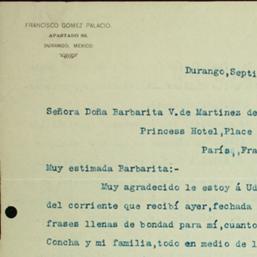 FRANCISCO GOMEZ PALACIO.
APARTADO 98.
DURANGO, MEXICO.
Durango, Septi
Señora Doña Barbarita V. de Martinez de
Princess Hotel, Place
París, Fra
Muy estimada Barbarita:-
Muy agradecido le estoy á Ud
del corriente que recibí ayer, fechada
frases llenas de bondad para mí, cuanto
Concha y mi familia, todo en medio de l